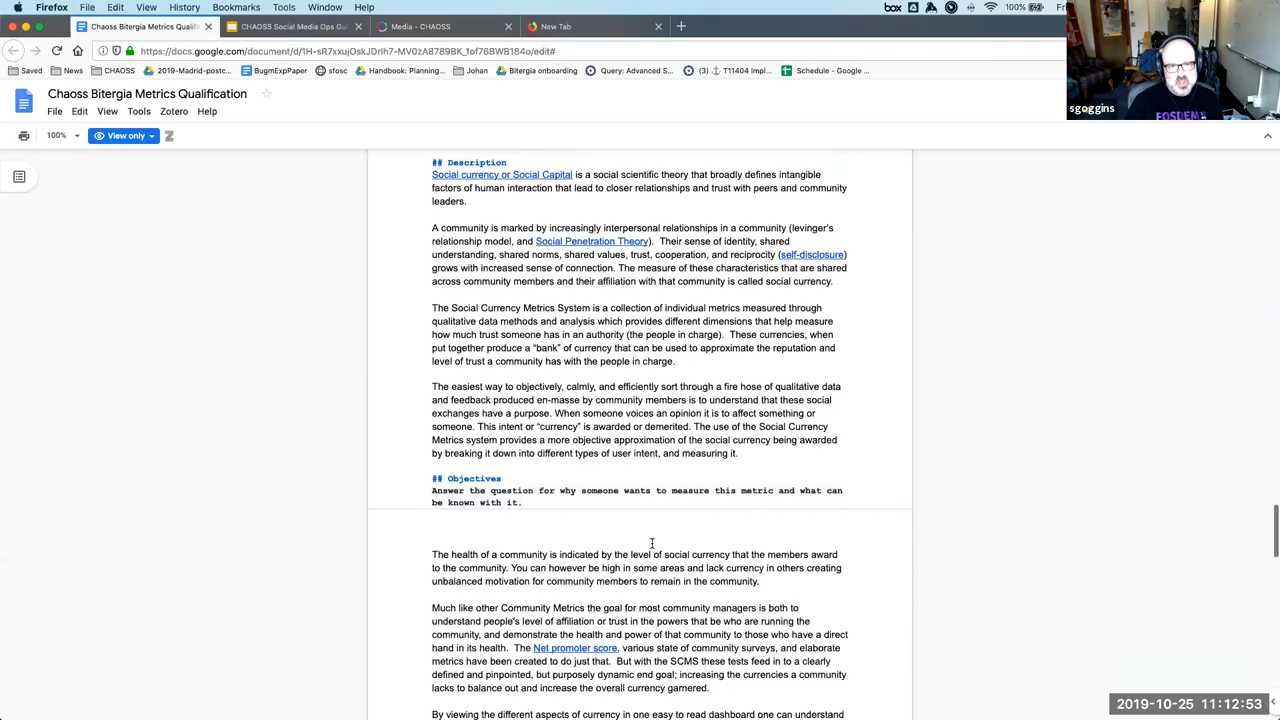 Firefox File Edit View History Bookmarks Tools Window Help
box 100% Fr
Chaoss Bitergia Metrics Qualifi
CHAOSS Social Media Ops Gui
Media - CHAOSS
New Tab
https://docs.google.com/document/d/1H-sR7xxujOskJDrIh7-MV0zA8789BK_1of76BWB184o/edit#
Saved News CHAOSS 2019-Madrid-postc... BugmExpPaper sfosc Handbook: Planning... Johan Bitergia onboarding Query: Advanced S... (3) T11404 Impl... Schedule - Google ...
sgoggins
FOSDEM
Chaoss Bitergia Metrics Qualification
File Edit View Tools Zotero Help
100% View only
## Description
Social currency or Social Capital is a social scientific theory that broadly defines intangible
factors of human interaction that lead to closer relationships and trust with peers and community
leaders.
A community is marked by increasingly interpersonal relationships in a community (levinger's
relationship model, and Social Penetration Theory). Their sense of identity, shared
understanding, shared norms, shared values, trust, cooperation, and reciprocity (self-disclosure)
grows with increased sense of connection. The measure of these characteristics that are shared
across community members and their affiliation with that community is called social currency.
The Social Currency Metrics System is a collection of individual metrics measured through
qualitative data methods and analysis which provides different dimensions that help measure
how much trust someone has in an authority (the people in charge). These currencies, when
put together produce a “bank” of currency that can be used to approximate the reputation and
level of trust a community has with the people in charge.
The easiest way to objectively, calmly, and efficiently sort through a fire hose of qualitative data
and feedback produced en-masse by community members is to understand that these social
exchanges have a purpose. When someone voices an opinion it is to affect something or
someone. This intent or “currency” is awarded or demerited. The use of the Social Currency
Metrics system provides a more objective approximation of the social currency being awarded
by breaking it down into different types of user intent, and measuring it.
## Objectives
Answer the question for why someone wants to measure this metric and what can
be known with it.
The health of a community is indicated by the level of social currency that the members award
to the community. You can however be high in some areas and lack currency in others creating
unbalanced motivation for community members to remain in the community.
Much like other Community Metrics the goal for most community managers is both to
understand people's level of affiliation or trust in the powers that be who are running the
community, and demonstrate the health and power of that community to those who have a direct
hand in its health. The Net promoter score, various state of community surveys, and elaborate
metrics have been created to do just that. But with the SCMS these tests feed in to a clearly
defined and pinpointed, but purposely dynamic end goal; increasing the currencies a community
lacks to balance out and increase the overall currency garnered.
By viewing the different aspects of currency in one easy to read dashboard one can understand
2019-10-25 11:12:53